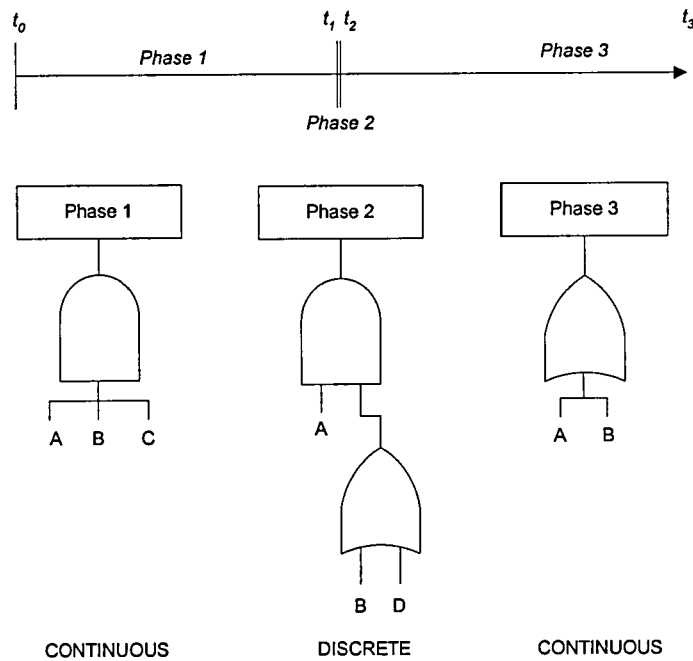 t0 t1 t2 t3
Phase 1 Phase 3
Phase 2
Phase 1 Phase 2 Phase 3
A B C A A B
B D
CONTINUOUS DISCRETE CONTINUOUS